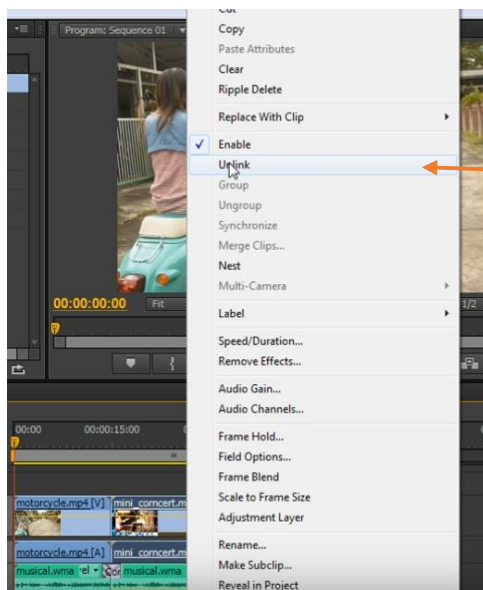 Program: Sequence 01
Cut
Copy
Paste Attributes
Clear
Ripple Delete
Replace With Clip
Enable
Unlink
Group
Ungroup
Synchronize
Merge Clips...
Nest
Multi-Camera
00:00:00:00
Fit
1/2
Label
Speed/Duration...
Remove Effects...
Audio Gain...
Audio Channels...
00:00
00:00:15:00
Frame Hold...
Field Options...
Frame Blend
Scale to Frame Size
Adjustment Layer
motorcycle.mp4 [V]
mini_comcert.m
Rename...
motorcycle.mp4 [A]
mini_comcert.m
Make Subclip...
musical.wma
musical.wma
Reveal in Project